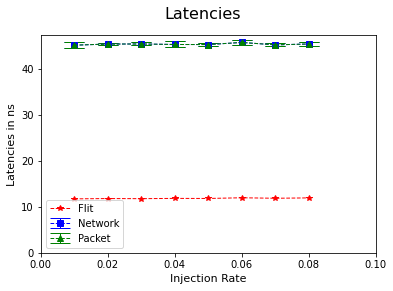 Latencies
Latencies in ns
40
30
20
10
0
Flit
Network
Packet
0.00 0.02 0.04 0.06 0.08 0.10
Injection Rate